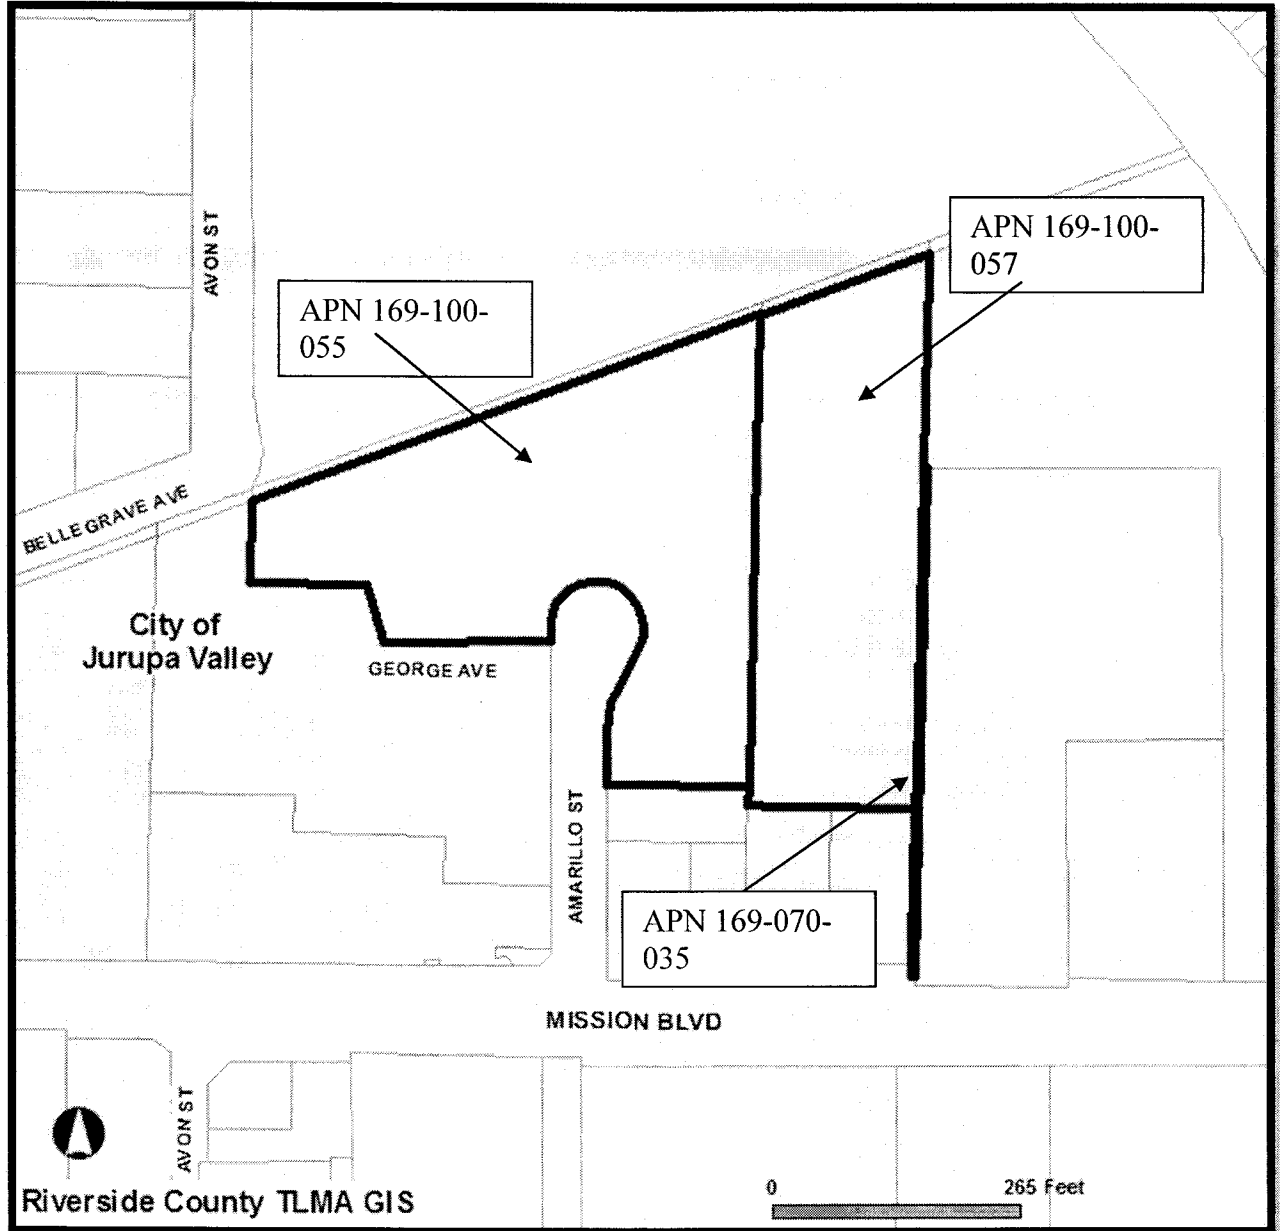 AVON ST
APN 169-100-
057
APN 169-100-
055
BELLEGRAVE AVE
City of
Jurupa Valley
GEORGE AVE
AMARILLO ST
APN 169-070-
035
MISSION BLVD
AVON ST
Riverside County TLMA GIS
0 265 Feet